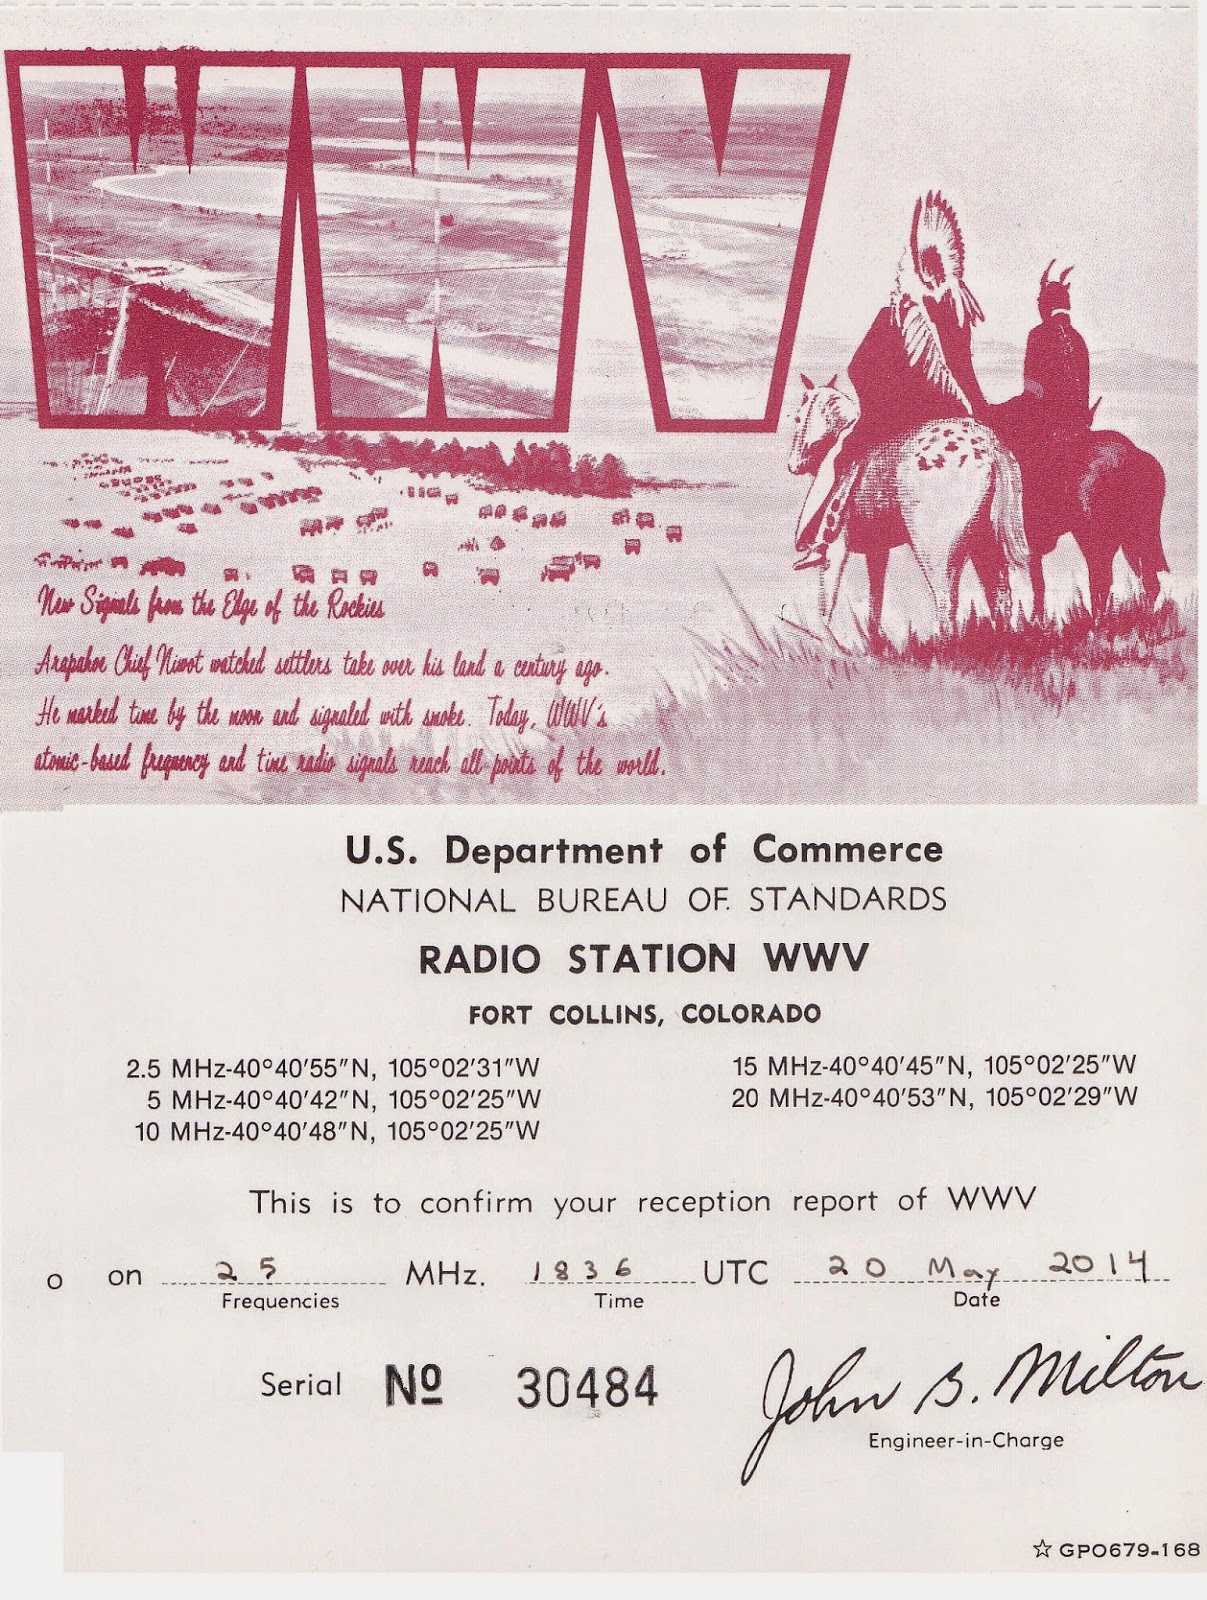 WWV
New Signals from the Edge of the Rockies
Arapahoe Chief Niwot watched settlers take over his land a century ago.
He marked time by the moon and signaled with smoke. Today, WWV's
atomic-based frequency and time radio signals reach all points of the world.
U.S. Department of Commerce
NATIONAL BUREAU OF STANDARDS
RADIO STATION WWV
FORT COLLINS, COLORADO
2.5 MHz-40°40'55"N, 105°02'31"W
5 MHz-40°40'42"N, 105°02'25"W
10 MHz-40°40'48"N, 105°02'25"W
15 MHz-40°40'45"N, 105°02'25"W
20 MHz-40°40'53"N, 105°02'29"W
This is to confirm your reception report of WWV
o on 25 MHz. 1836 UTC 20 May 2014
Frequencies Time Date
Serial No 30484
John B. Milton
Engineer-in-Charge
☆ GPO679-168